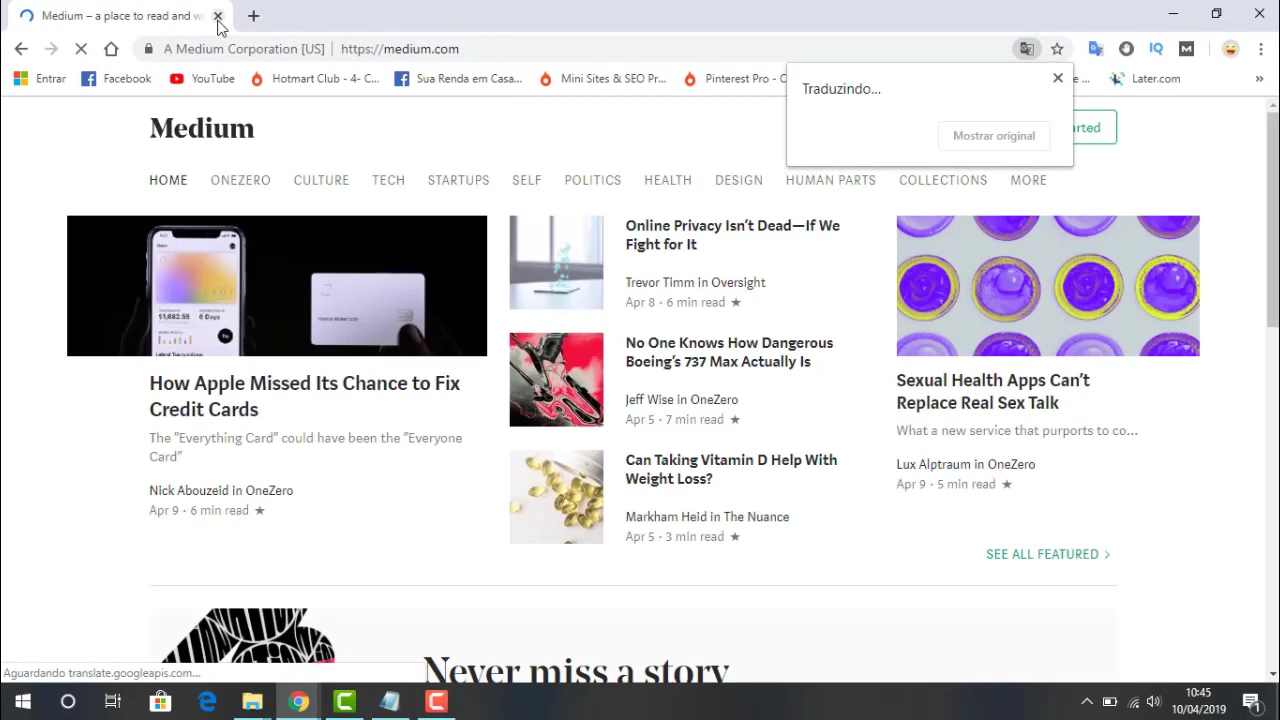 Medium – a place to read and w
A Medium Corporation [US] | https://medium.com
Entrar
Facebook
YouTube
Hotmart Club - 4- C...
Sua Renda em Casa...
Mini Sites & SEO Pr...
Pinterest Pro - C
Later.com
Traduzindo...
Mostrar original
Medium
HOME ONEZERO CULTURE TECH STARTUPS SELF POLITICS HEALTH DESIGN HUMAN PARTS COLLECTIONS MORE
How Apple Missed Its Chance to Fix
Credit Cards
The "Everything Card" could have been the "Everyone
Card"
Nick Abouzeid in OneZero
Apr 9 · 6 min read ★
Online Privacy Isn't Dead—If We
Fight for It
Trevor Timm in Oversight
Apr 8 · 6 min read ★
No One Knows How Dangerous
Boeing's 737 Max Actually Is
Jeff Wise in OneZero
Apr 5 · 7 min read ★
Can Taking Vitamin D Help With
Weight Loss?
Markham Heid in The Nuance
Apr 5 · 3 min read ★
Sexual Health Apps Can't
Replace Real Sex Talk
What a new service that purports to co...
Lux Alptraum in OneZero
Apr 9 · 5 min read ★
SEE ALL FEATURED
Never miss a story
Aguardando translate.googleapis.com...
10:45
10/04/2019